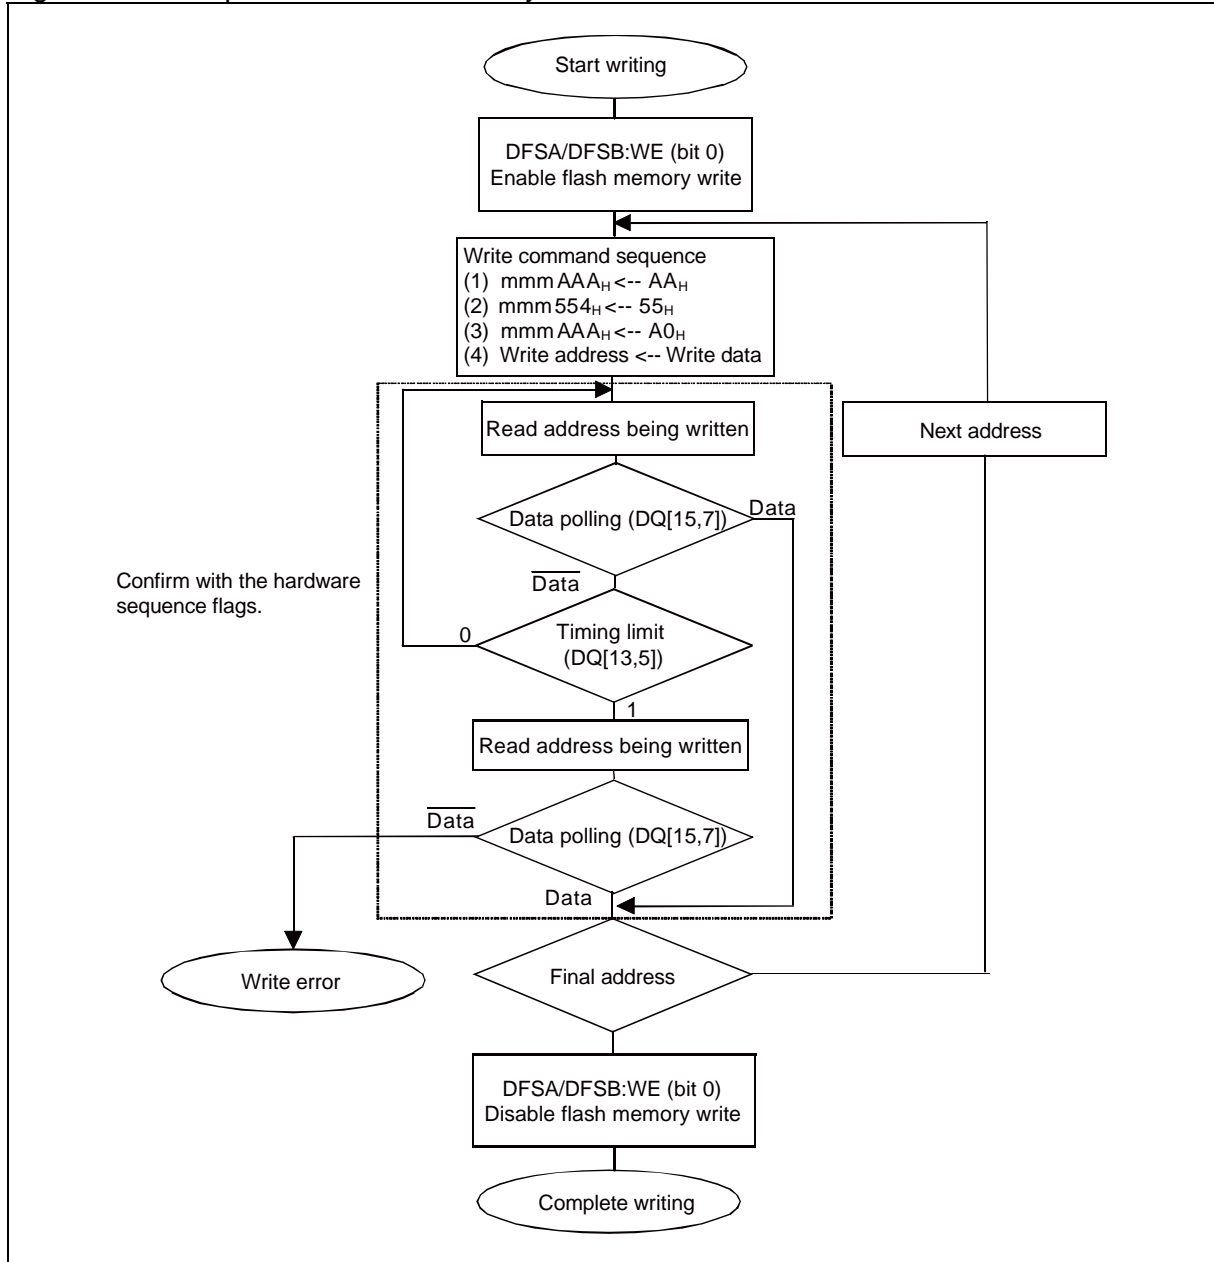 Start writing
DFSA/DFSB:WE (bit 0)
Enable flash memory write
Write command sequence
(1) mmmAAAH <-- AAH
(2) mmm554H <-- 55H
(3) mmmAAAH <-- A0H
(4) Write address <-- Write data
Read address being written
Next address
Data polling (DQ[15,7])
Data
Data
Confirm with the hardware
sequence flags.
0
Timing limit
(DQ[13,5])
1
Read address being written
Data
Data polling (DQ[15,7])
Data
Write error
Final address
DFSA/DFSB:WE (bit 0)
Disable flash memory write
Complete writing